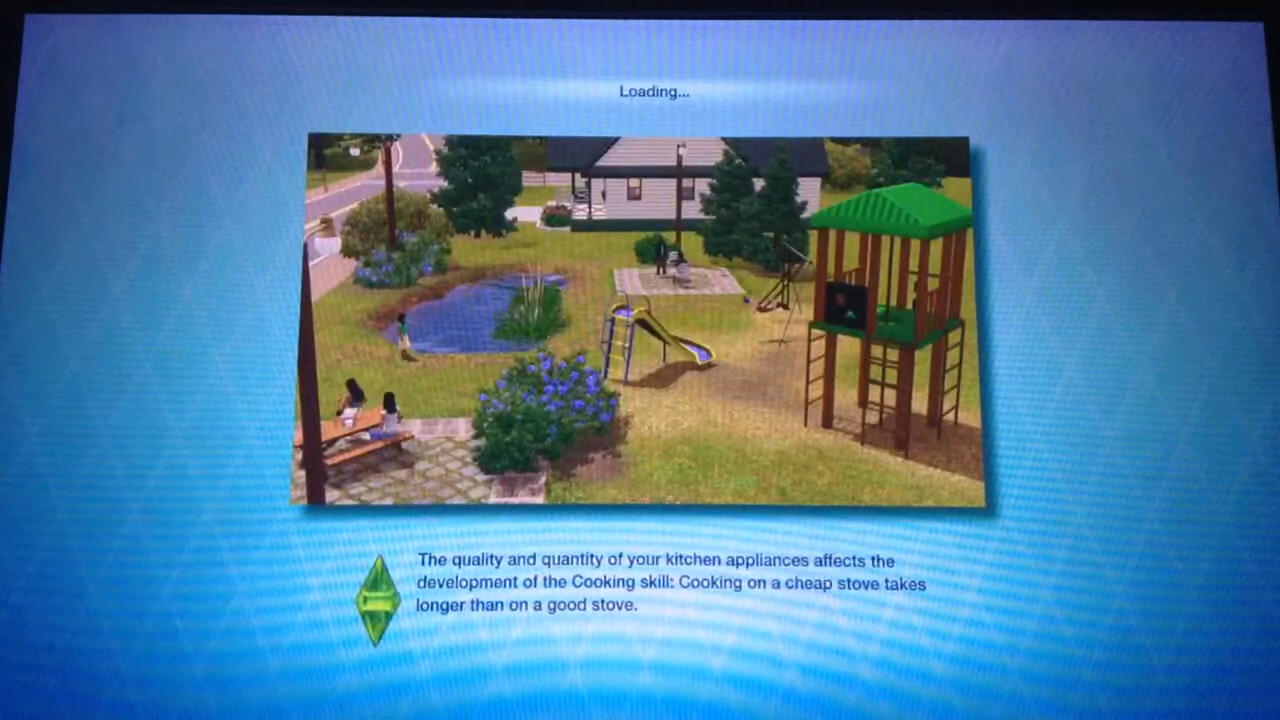 Loading...
The quality and quantity of your kitchen appliances affects the
development of the Cooking skill: Cooking on a cheap stove takes
longer than on a good stove.